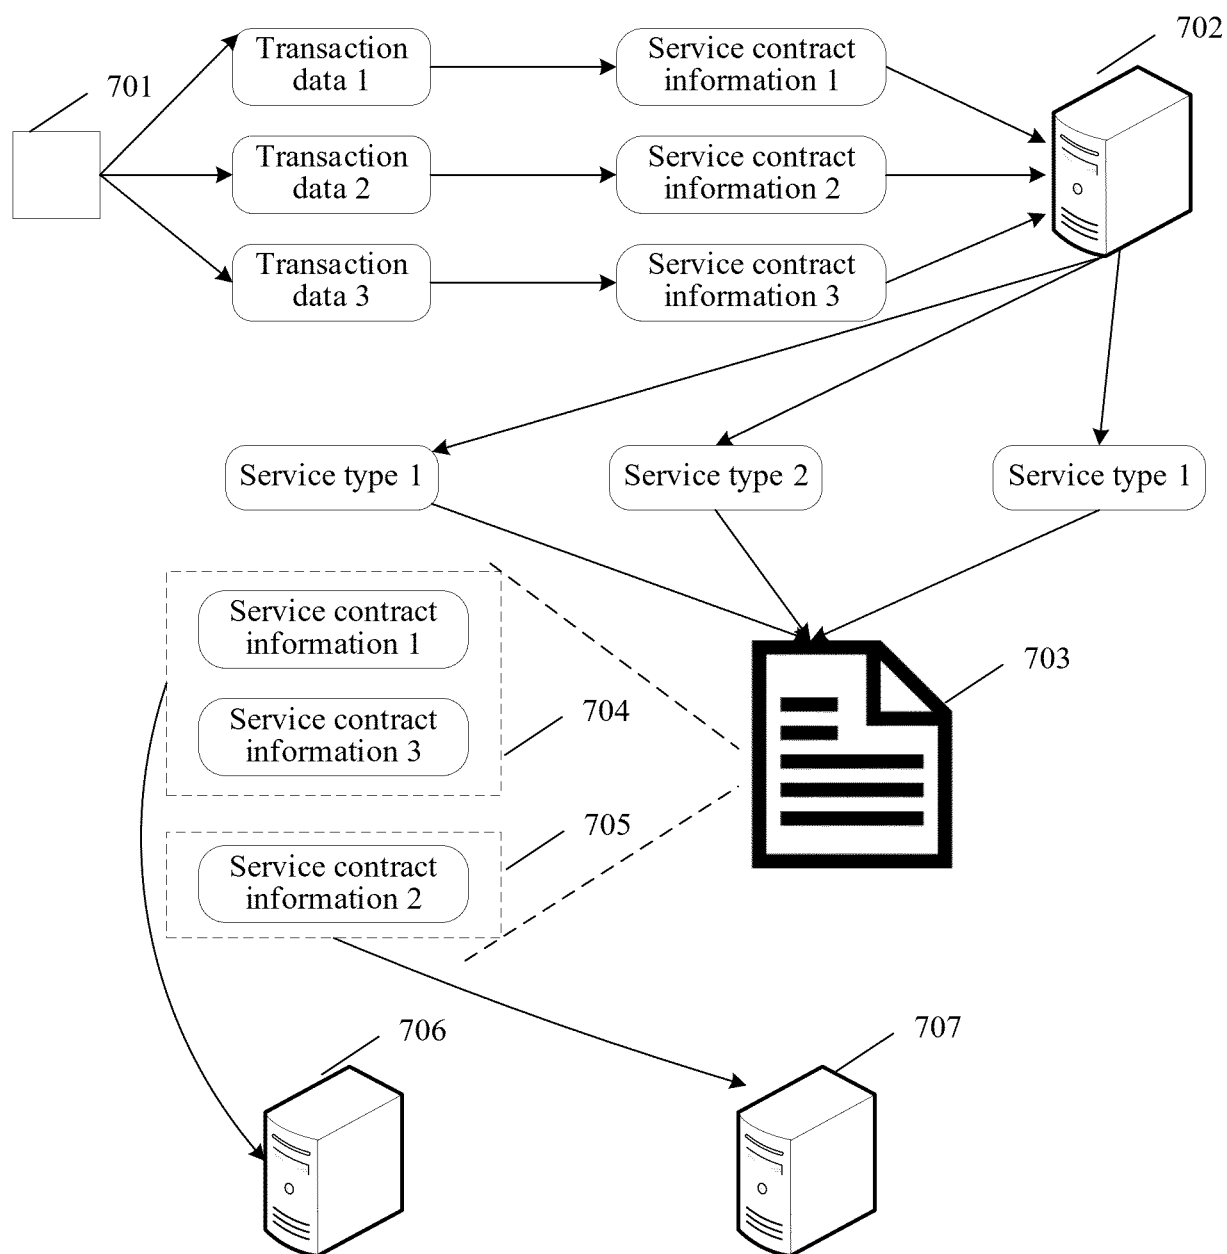 702
Transaction
data 1
Service contract
information 1
701
Transaction
data 2
Service contract
information 2
Transaction
data 3
Service contract
information 3
Service type 1
Service type 2
Service type 1
Service contract
information 1
703
Service contract
information 3
704
705
Service contract
information 2
706
707